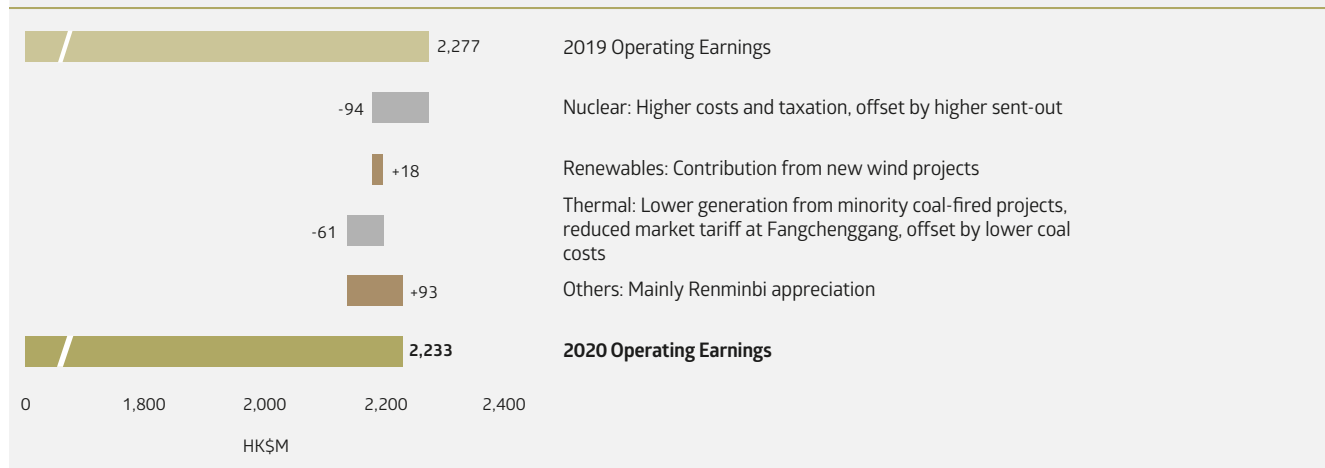 2,277 2019 Operating Earnings
-94 Nuclear: Higher costs and taxation, offset by higher sent-out
+18 Renewables: Contribution from new wind projects
Thermal: Lower generation from minority coal-fired projects,
-61 reduced market tariff at Fangchenggang, offset by lower coal
costs
+93 Others: Mainly Renminbi appreciation
2,233 2020 Operating Earnings
0 1,800 2,000 2,200 2,400
HK$M